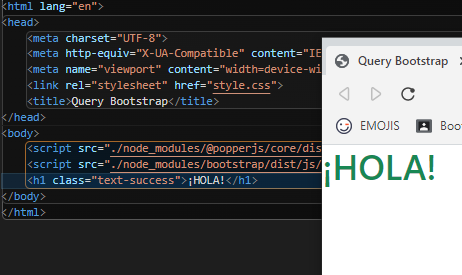 <html lang="en">
<head>
<meta charset="UTF-8">
<meta http-equiv="X-UA-Compatible" content="IE
<meta name="viewport" content="width=device-wi
<link rel="stylesheet" href="style.css">
<title>Query Bootstrap</title>
</head>
<body>
<script src="./node_modules/@popperjs/core/dis
<script src="./node_modules/bootstrap/dist/js/
<h1 class="text-success">¡HOLA!</h1>
</body>
</html>
Query Bootstrap
EMOJIS
Boo
¡HOLA!